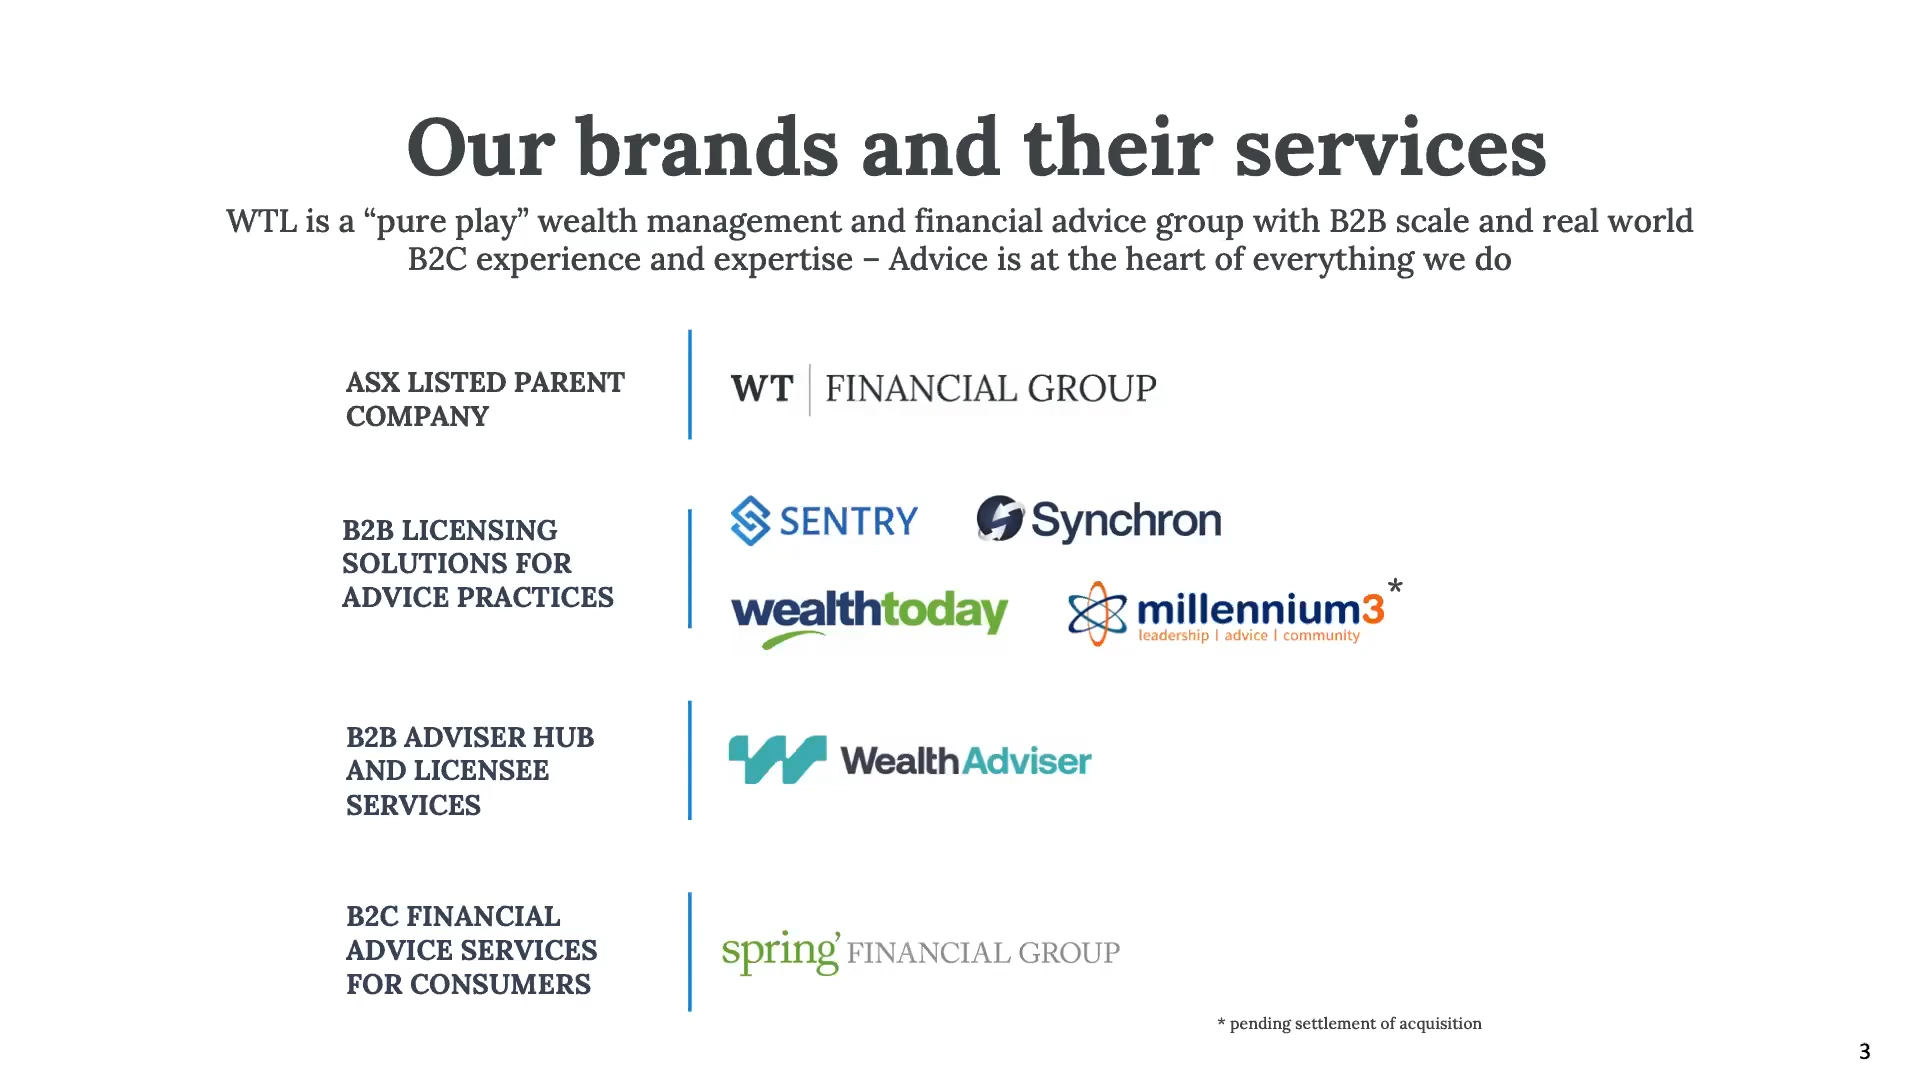 Our brands and their services
WTL is a “pure play” wealth management and financial advice group with B2B scale and real world
B2C experience and expertise – Advice is at the heart of everything we do
ASX LISTED PARENT
COMPANY
WT | FINANCIAL GROUP
B2B LICENSING
SOLUTIONS FOR
ADVICE PRACTICES
SENTRY
Synchron
wealthtoday
millennium3*
leadership | advice | community
B2B ADVISER HUB
AND LICENSEE
SERVICES
WealthAdviser
B2C FINANCIAL
ADVICE SERVICES
FOR CONSUMERS
spring’ FINANCIAL GROUP
* pending settlement of acquisition
3